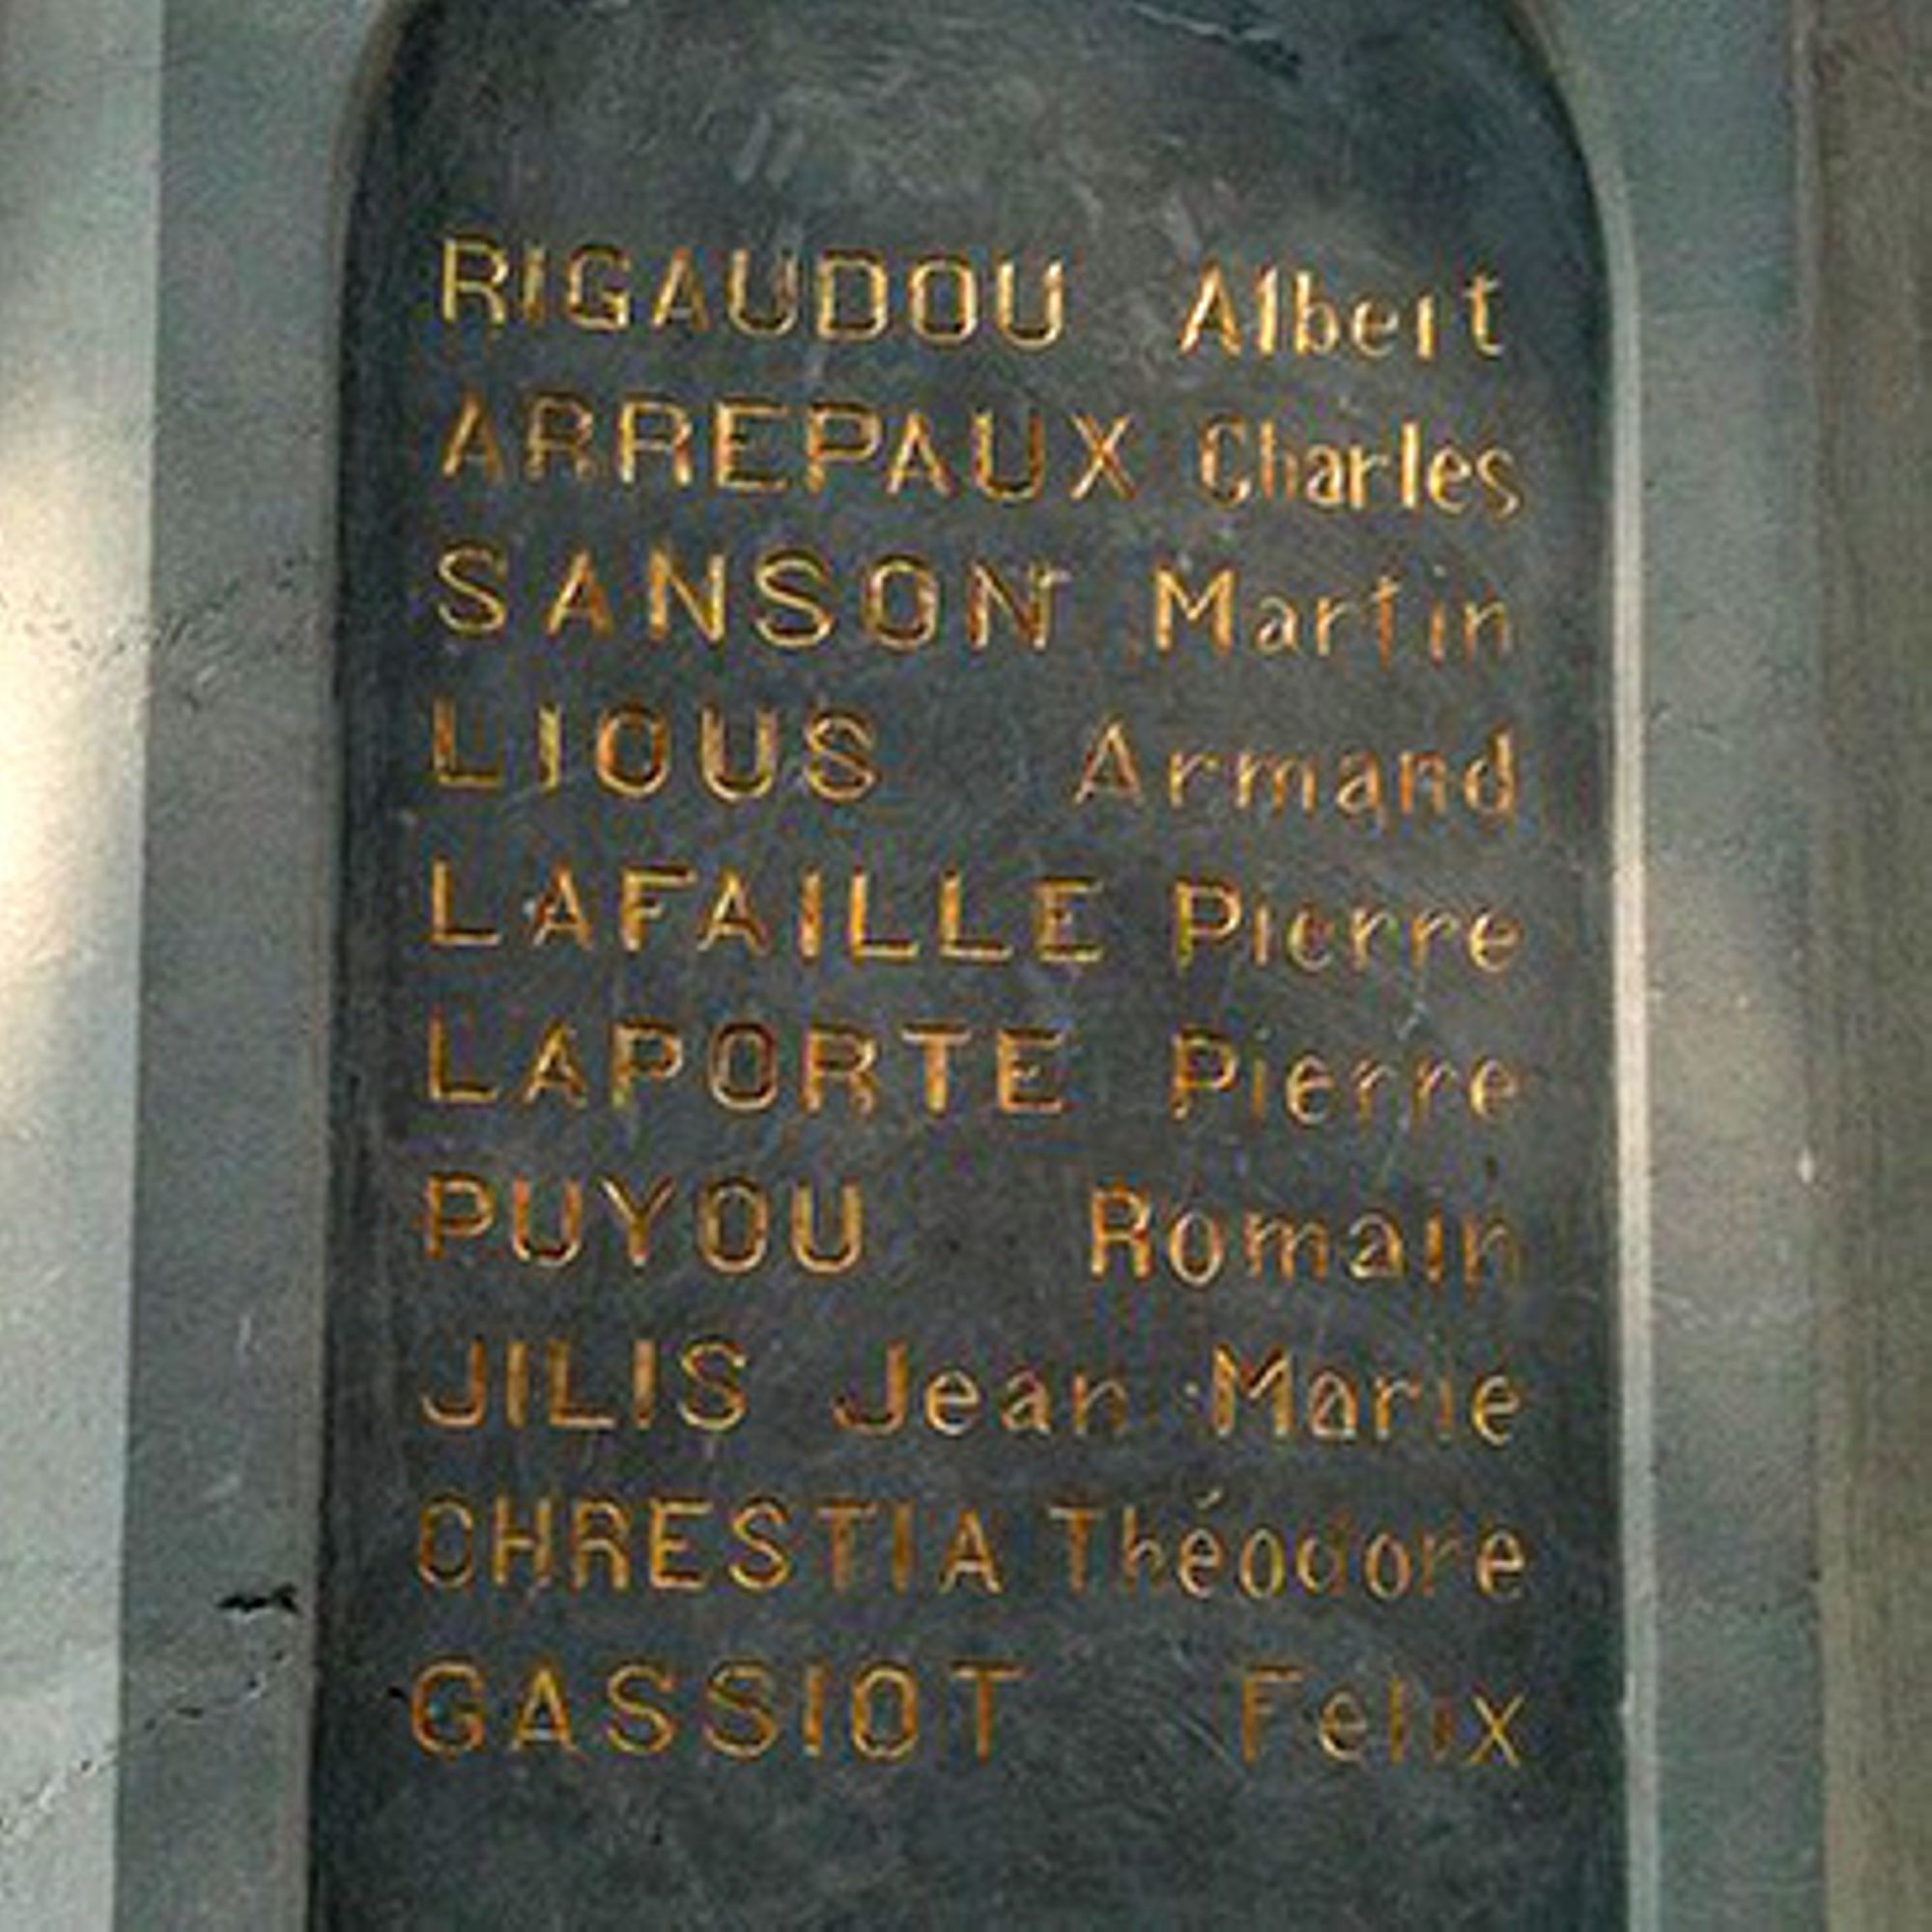 RIGAUDOU Albert
ARREPAUX Charles
SANSON Martin
LIOUS Armand
LAFAILLE Pierre
LAPORTE Pierre
PUYOU Romain
JILIS Jean Marie
CHRESTIA Théodore
GASSIOT Felix